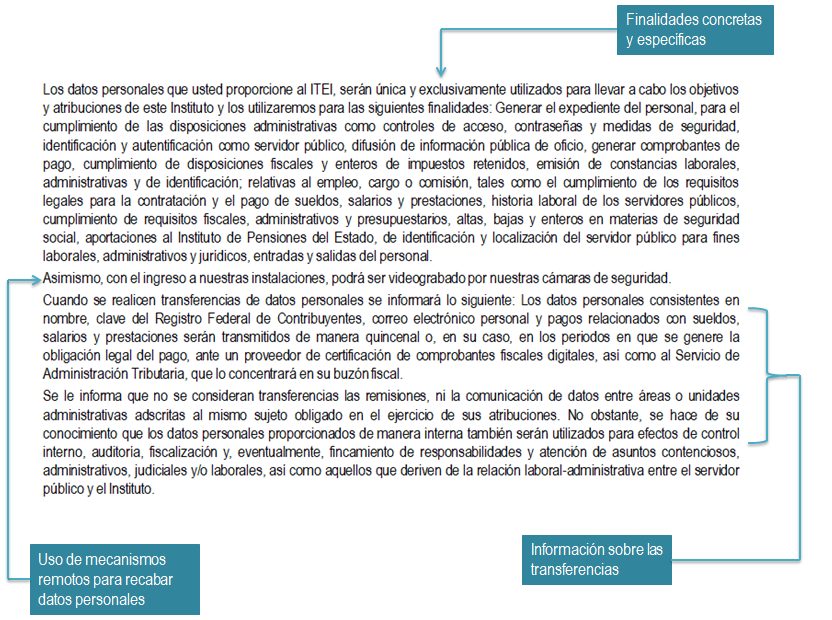 Finalidades concretas
y especificas
Los datos personales que usted proporcione al ITEI, serán única y exclusivamente utilizados para llevar a cabo los objetivos
y atribuciones de este Instituto y los utilizaremos para las siguientes finalidades: Generar el expediente del personal, para el
cumplimiento de las disposiciones administrativas como controles de acceso, contraseñas y medidas de seguridad,
identificación y autentificación como servidor público, difusión de información pública de oficio, generar comprobantes de
pago, cumplimiento de disposiciones fiscales y enteros de impuestos retenidos, emisión de constancias laborales,
administrativas y de identificación; relativas al empleo, cargo o comisión, tales como el cumplimiento de los requisitos
legales para la contratación y el pago de sueldos, salarios y prestaciones, historia laboral de los servidores públicos,
cumplimiento de requisitos fiscales, administrativos y presupuestarios, altas, bajas y enteros en materias de seguridad
social, aportaciones al Instituto de Pensiones del Estado, de identificación y localización del servidor público para fines
laborales, administrativos y jurídicos, entradas y salidas del personal.
Asimismo, con el ingreso a nuestras instalaciones, podrá ser videograbado por nuestras cámaras de seguridad.
Cuando se realicen transferencias de datos personales se informará lo siguiente: Los datos personales consistentes en
nombre, clave del Registro Federal de Contribuyentes, correo electrónico personal y pagos relacionados con sueldos,
salarios y prestaciones serán transmitidos de manera quincenal o, en su caso, en los periodos en que se genere la
obligación legal del pago, ante un proveedor de certificación de comprobantes fiscales digitales, así como al Servicio de
Administración Tributaria, que lo concentrará en su buzón fiscal.
Se le informa que no se consideran transferencias las remisiones, ni la comunicación de datos entre áreas o unidades
administrativas adscritas al mismo sujeto obligado en el ejercicio de sus atribuciones. No obstante, se hace de su
conocimiento que los datos personales proporcionados de manera interna también serán utilizados para efectos de control
interno, auditoría, fiscalización y, eventualmente, fincamiento de responsabilidades y atención de asuntos contenciosos,
administrativos, judiciales y/o laborales, así como aquellos que deriven de la relación laboral-administrativa entre el servidor
público y el Instituto.
Uso de mecanismos
remotos para recabar
datos personales
Información sobre las
transferencias